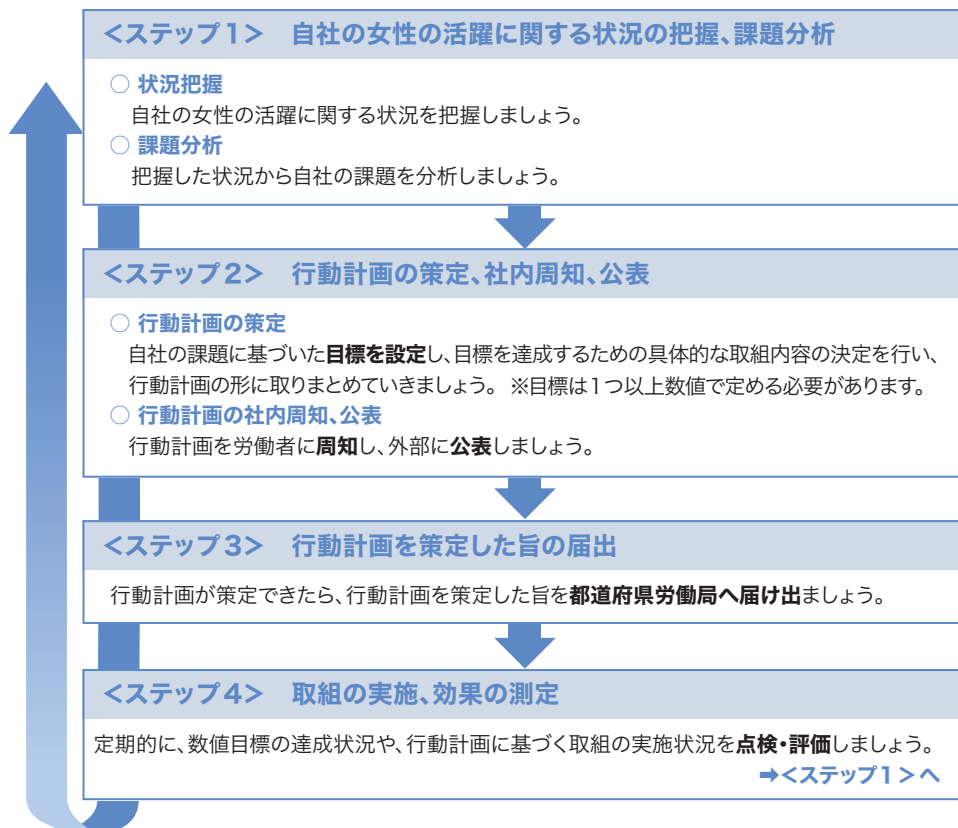 <ステップ1>　自社の女性の活躍に関する状況の把握、課題分析
○ 状況把握
自社の女性の活躍に関する状況を把握しましょう。
○ 課題分析
把握した状況から自社の課題を分析しましょう。
<ステップ2>　行動計画の策定、社内周知、公表
○ 行動計画の策定
自社の課題に基づいた目標を設定し、目標を達成するための具体的な取組内容の決定を行い、
行動計画の形に取りまとめていきましょう。 ※目標は1つ以上数値で定める必要があります。
○ 行動計画の社内周知、公表
行動計画を労働者に周知し、外部に公表しましょう。
<ステップ3>　行動計画を策定した旨の届出
行動計画が策定できたら、行動計画を策定した旨を都道府県労働局へ届け出ましょう。
<ステップ4>　取組の実施、効果の測定
定期的に、数値目標の達成状況や、行動計画に基づく取組の実施状況を点検・評価しましょう。
➡<ステップ1>へ